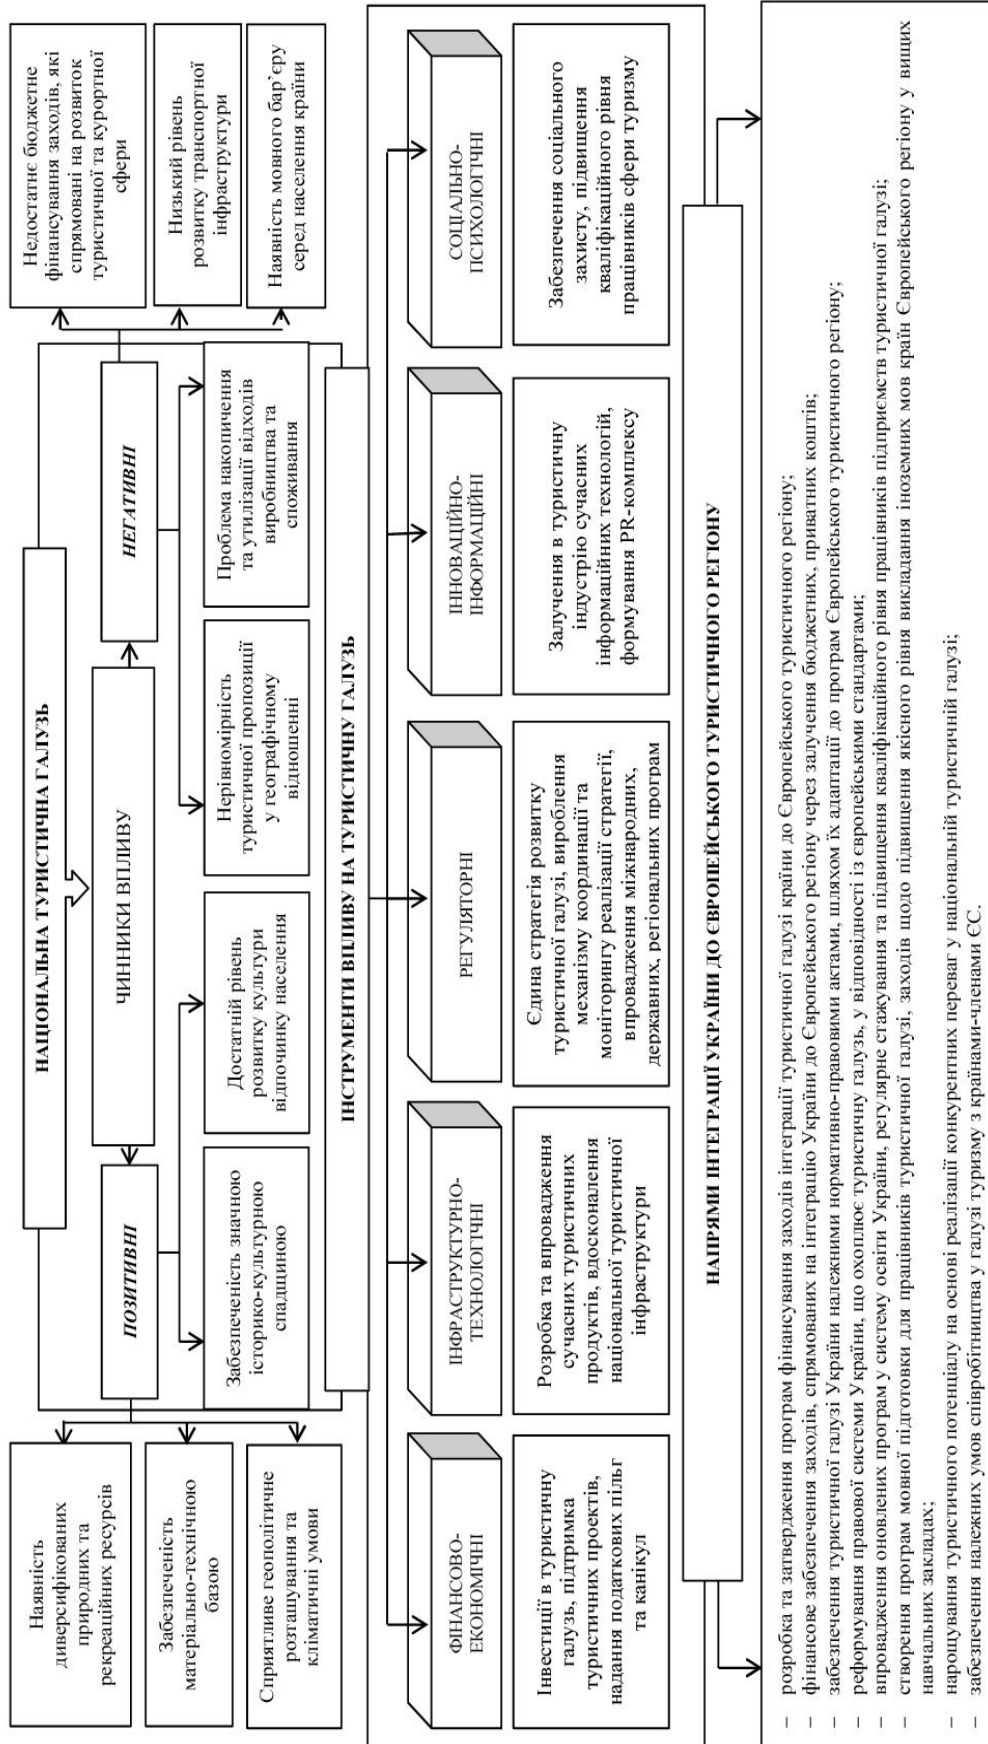 НАЦІОНАЛЬНА ТУРИСТИЧНА ГАЛУЗЬ
ЧИННИКИ ВПЛИВУ
ПОЗИТИВНІ
НЕГАТИВНІ
Наявність
диверсифікованих
природних та
рекреаційних ресурсів
Забезпеченість
матеріально-технічною
базою
Сприятливе геополітичне
розташування та
кліматичні умови
Забезпеченість значною
історико-культурною
спадщиною
Достатній рівень
розвитку культури
відпочинку населення
Нерівномірність
туристичної пропозиції
у географічному
відношенні
Проблема накопичення
та утилізації відходів
виробництва та
споживання
Недостатнє бюджетне
фінансування заходів, які
спрямовані на розвиток
туристичної та курортної
сфери
Низький рівень
розвитку транспортної
інфраструктури
Наявність мовного бар’єру
серед населення країни
ІНСТРУМЕНТИ ВПЛИВУ НА ТУРИСТИЧНУ ГАЛУЗЬ
ФІНАНСОВО-
ЕКОНОМІЧНІ
ІНФРАСТРУКТУРНО-
ТЕХНОЛОГІЧНІ
РЕГУЛЯТОРНІ
ІННОВАЦІЙНО-
ІНФОРМАЦІЙНІ
СОЦІАЛЬНО-
ПСИХОЛОГІЧНІ
Інвестиції в туристичну
галузь, підтримка
туристичних проектів,
надання податкових пільг
та канікул
Розробка та впровадження
сучасних туристичних
продуктів, вдосконалення
національної туристичної
інфраструктури
Єдина стратегія розвитку
туристичної галузі, вироблення
механізму координації та
моніторингу реалізації стратегії,
впровадження міжнародних,
державних, регіональних програм
Залучення в туристичну
індустрію сучасних
інформаційних технологій,
формування PR-комплексу
Забезпечення соціального
захисту, підвищення
кваліфікаційного рівня
працівників сфери туризму
НАПРЯМИ ІНТЕГРАЦІЇ УКРАЇНИ ДО ЄВРОПЕЙСЬКОГО ТУРИСТИЧНОГО РЕГІОНУ
– розробка та затвердження програм фінансування заходів інтеграції туристичної галузі країни до Європейського туристичного регіону;
– фінансове забезпечення заходів, спрямованих на інтеграцію України до Європейського регіону через залучення бюджетних, приватних коштів;
– забезпечення туристичної галузі України належними нормативно-правовими актами, шляхом їх адаптації до програм Європейського туристичного регіону;
– реформування правової системи України, що охоплює туристичну галузь, у відповідності із європейськими стандартами;
– впровадження оновлених програм у систему освіти України, регулярне стажування та підвищення кваліфікаційного рівня працівників підприємств туристичної галузі;
– створення програм мовної підготовки для працівників туристичної галузі, заходів щодо підвищення якісного рівня викладання іноземних мов країн Європейського регіону у вищих
навчальних закладах;
– нарощування туристичного потенціалу на основі реалізації конкурентних переваг у національній туристичній галузі;
– забезпечення належних умов співробітництва у галузі туризму з країнами-членами ЄС.